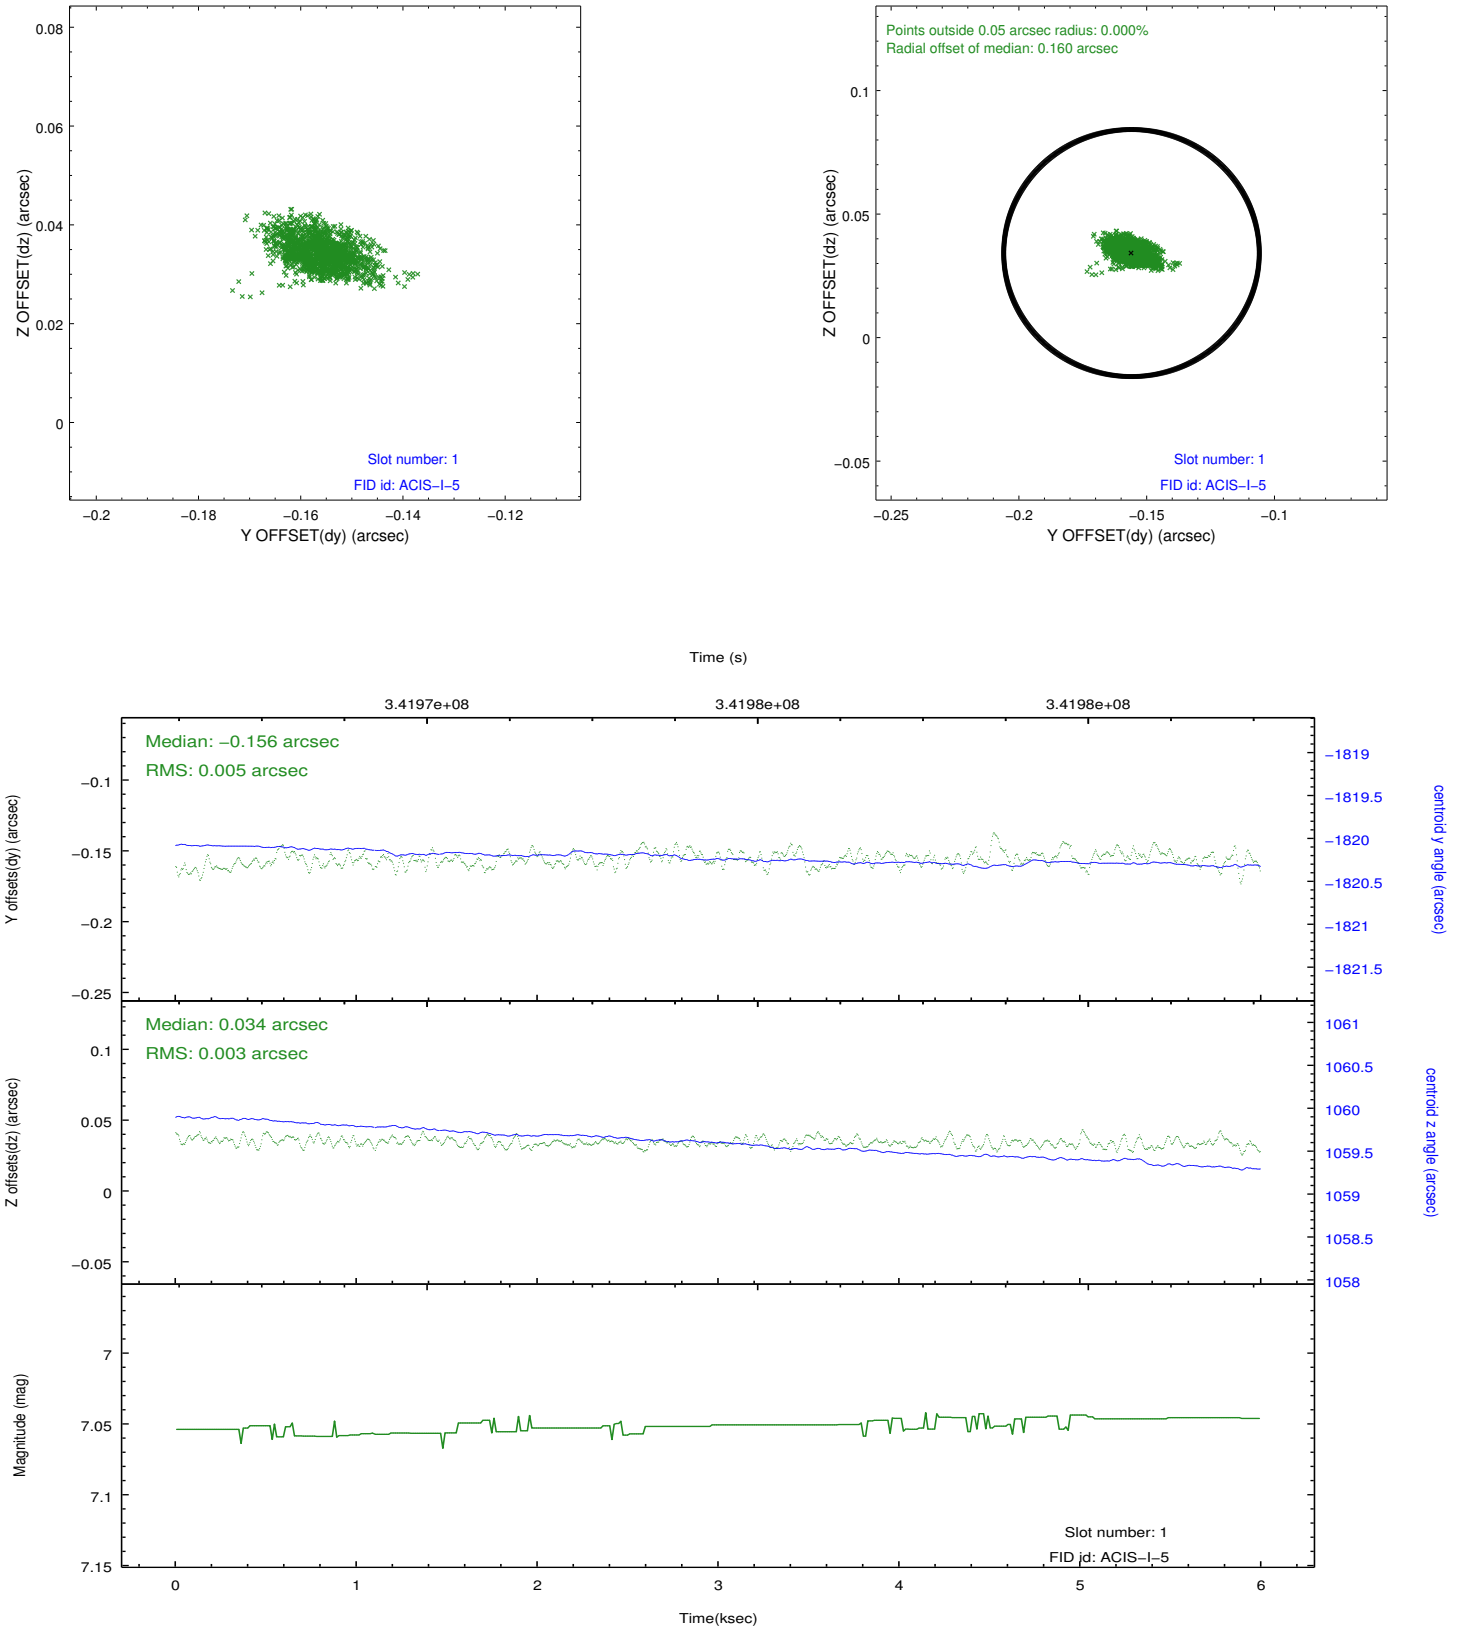 0.08
0.06
0.04
0.02
0
Z OFFSET(dz) (arcsec)
Slot number: 1
FID id: ACIS−I−5
−0.2
−0.18
−0.16
−0.14
−0.12
Y OFFSET(dy) (arcsec)
Points outside 0.05 arcsec radius: 0.000%
Radial offset of median: 0.160 arcsec
0.1
0.05
0
−0.05
Z OFFSET(dz) (arcsec)
Slot number: 1
FID id: ACIS−I−5
−0.25
−0.2
−0.15
−0.1
Y OFFSET(dy) (arcsec)
Time (s)
3.4197e+08
3.4198e+08
3.4198e+08
Median: −0.156 arcsec
RMS: 0.005 arcsec
−0.1
−0.15
−0.2
−0.25
Y offsets(dy) (arcsec)
−1819
−1819.5
−1820
−1820.5
−1821
−1821.5
centroid y angle (arcsec)
Median: 0.034 arcsec
RMS: 0.003 arcsec
0.1
0.05
0
−0.05
Z offsets(dz) (arcsec)
1061
1060.5
1060
1059.5
1059
1058.5
1058
centroid z angle (arcsec)
7
7.05
7.1
7.15
Magnitude (mag)
Slot number: 1
FID id: ACIS−I−5
0
1
2
3
4
5
6
Time(ksec)